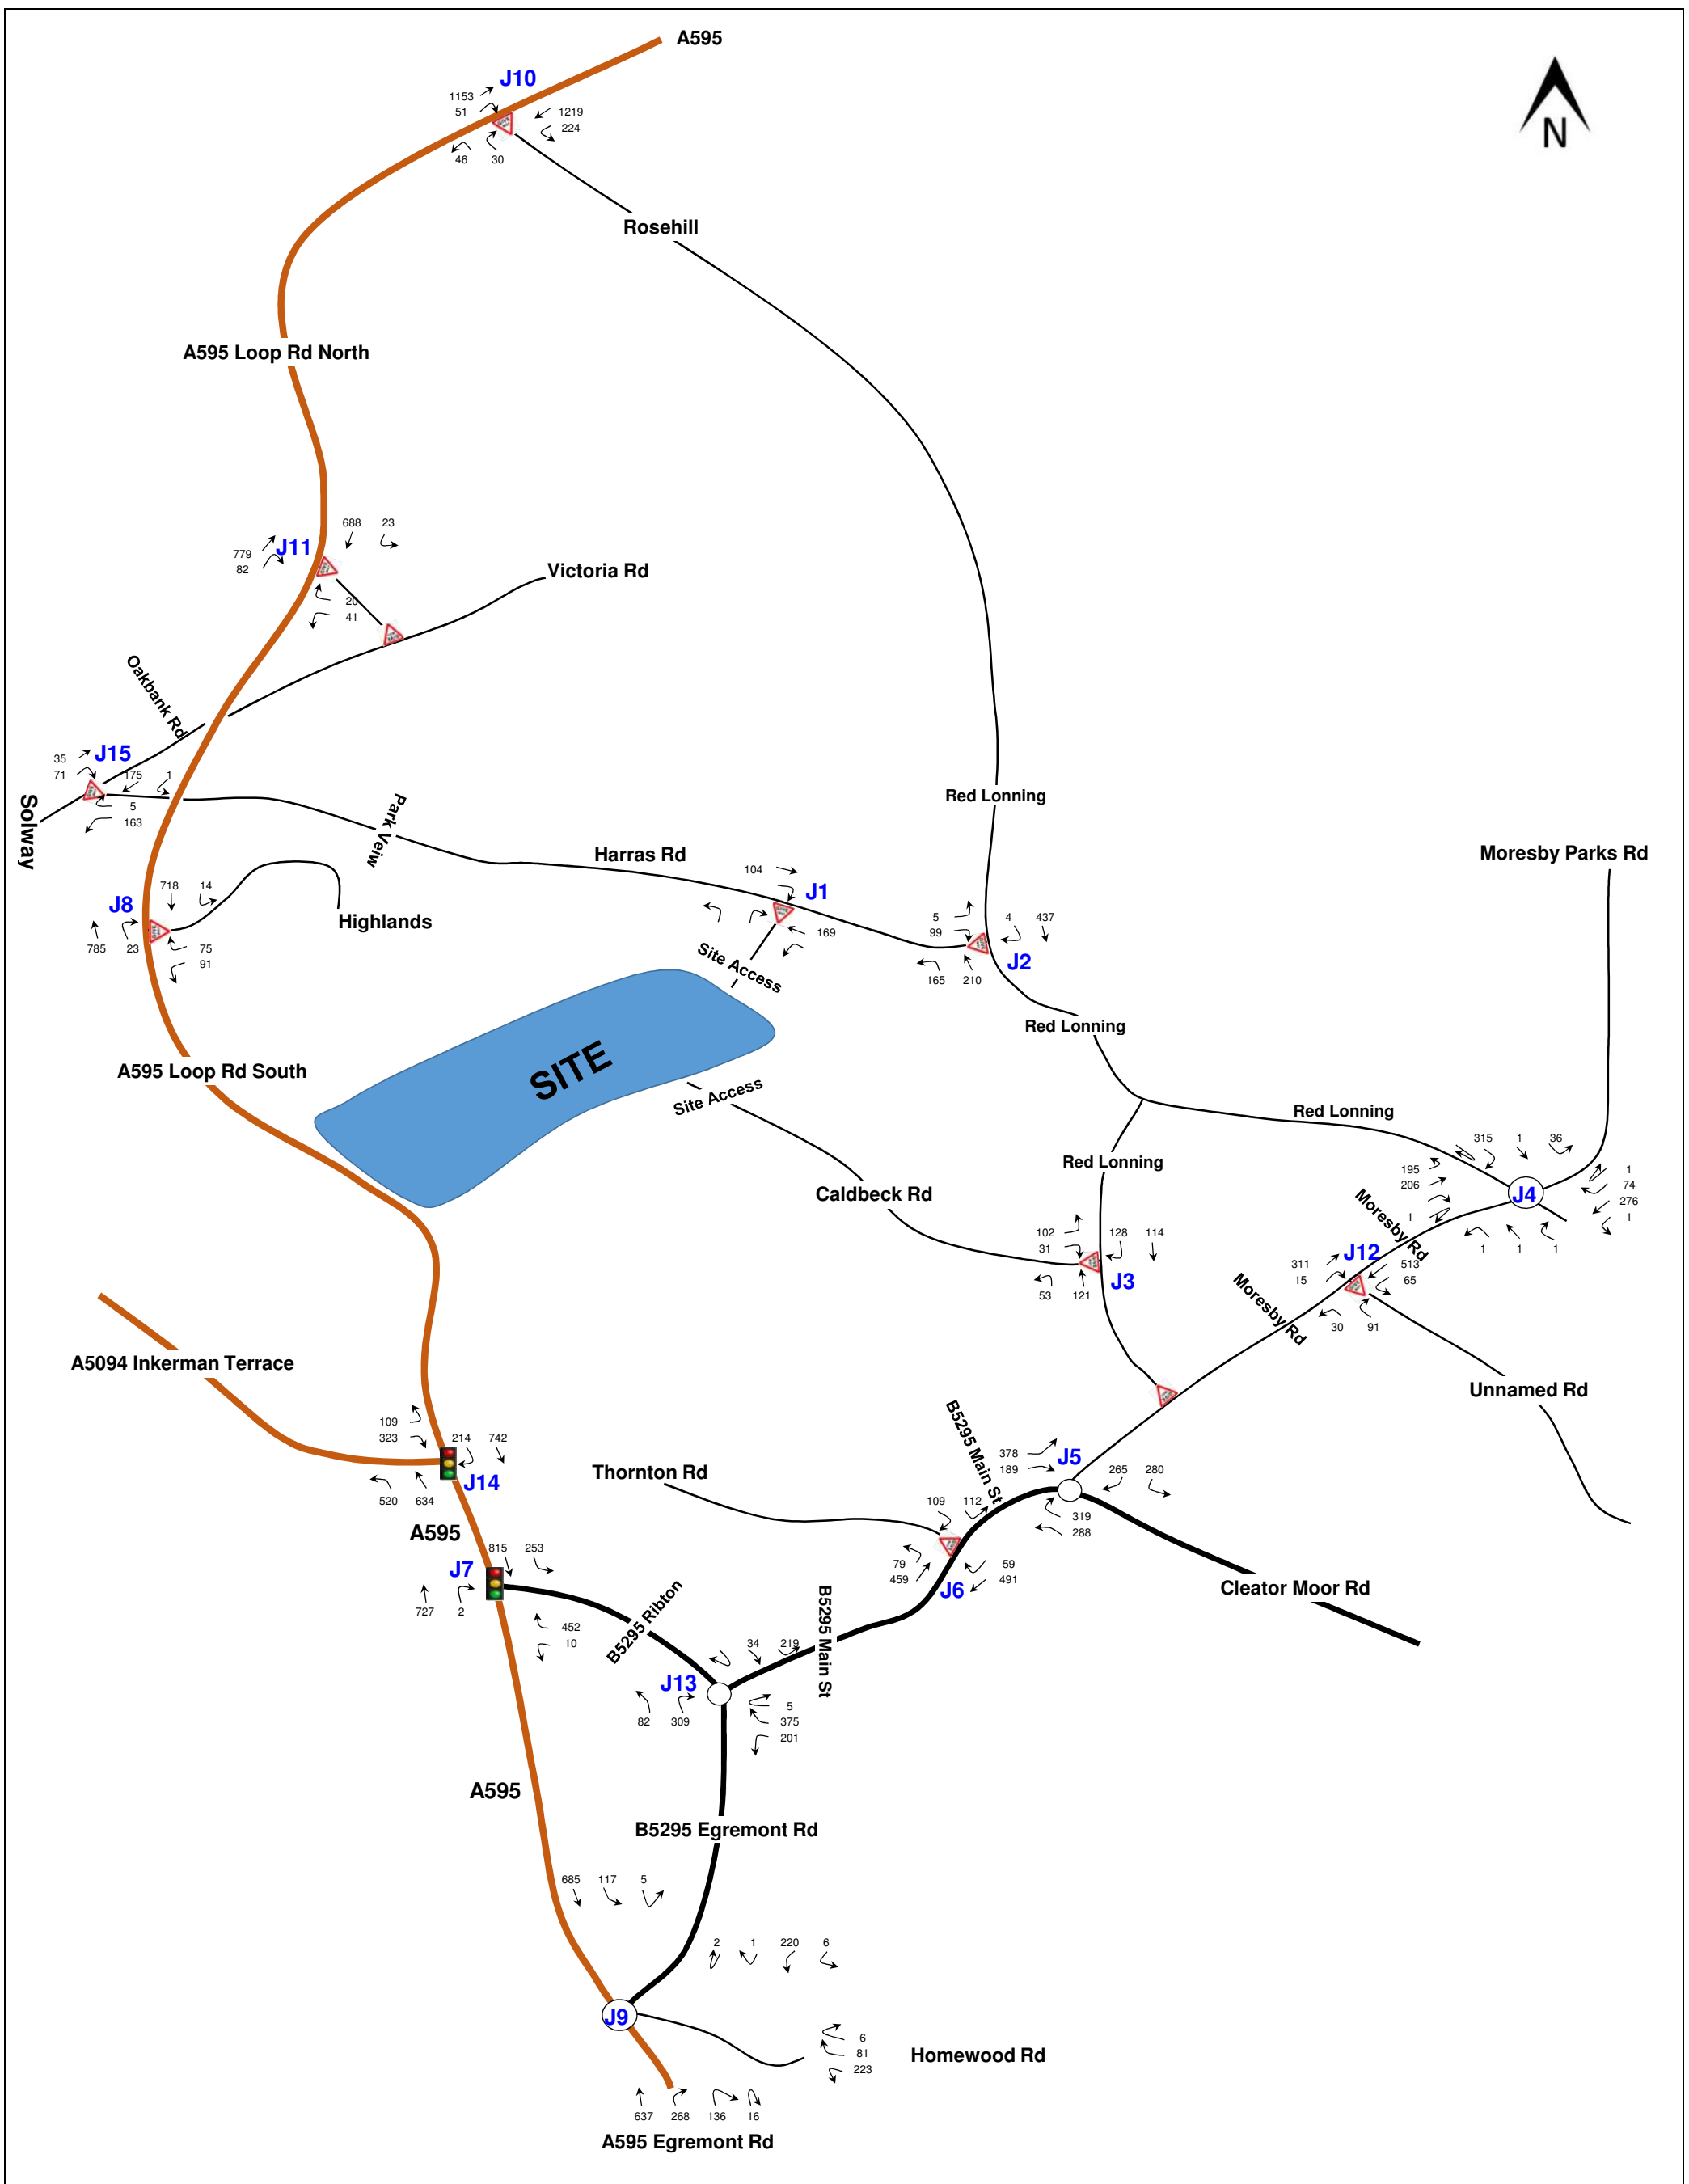 A595
J10
1153
51
1219
224
46 30
N
Rosehill
A595 Loop Rd North
688 23
J11
779
82
20
41
Victoria Rd
Oakbank Rd
J15
35
71
175 1
5
163
Solway
Park Veiw
Red Lonning
Harras Rd
Moresby Parks Rd
104
J1
169
718 14
J8
785 23
75
91
Highlands
Site Access
5
99
4 437
J2
165 210
Red Lonning
SITE
A595 Loop Rd South
Site Access
Red Lonning
Red Lonning
315 1 36
195
206
1
J4
1
74
276
1
1 1 1
Caldbeck Rd
102
31
128 114
J3
53 121
Moresby Rd
J12
311
15
513
65
30 91
Moresby Rd
A5094 Inkerman Terrace
Unnamed Rd
109
323
214 742
J14
520 634
A595
Thornton Rd
B5295 Main St
378
189
J5
265 280
319
288
109 112
79
459
59
491
J6
Cleator Moor Rd
815 253
J7
727 2
452
10
B5295 Ribton
B5295 Main St
34 219
J13
82 309
5
375
201
A595
B5295 Egremont Rd
685 117 5
2 1 220 6
J9
6
81
223
Homewood Rd
637 268 136 16
A595 Egremont Rd